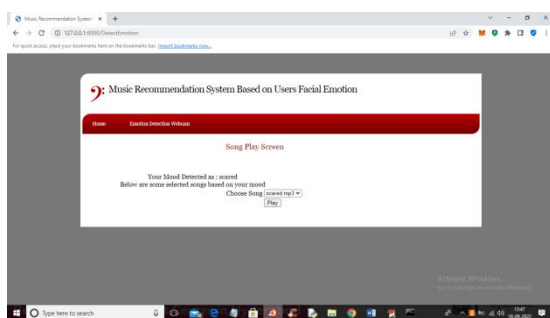 Music Recommendation System
127.0.0.1:8000/DetectEmotion
For quick access, place your bookmarks here on the bookmarks bar. Import bookmarks now...
Music Recommendation System Based on Users Facial Emotion
Home Emotion Detection Webcam
Song Play Screen
Your Mood Detected as : scared
Below are some selected songs based on your mood
Choose Song scared.mp3
Play
Activate Windows
Go to Settings to activate Windows.
Type here to search
13:47